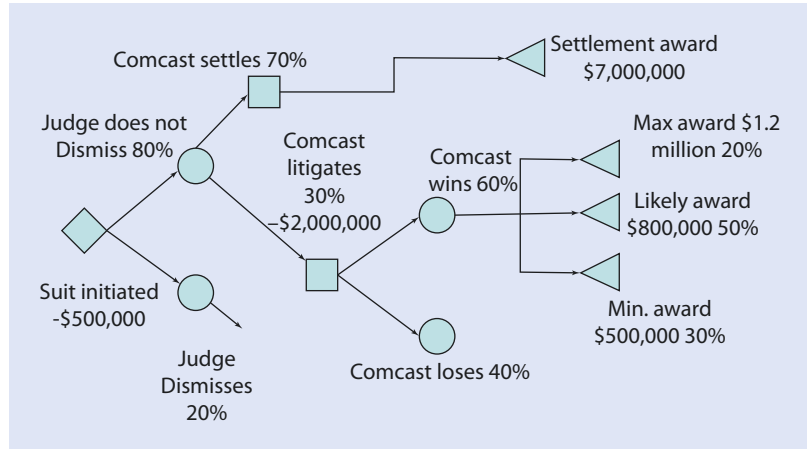 Comcast settles 70%
Settlement award
$7,000,000
Judge does not
Dismiss 80%
Comcast
litigates
30%
–$2,000,000
Comcast
wins 60%
Max award $1.2
million 20%
Likely award
$800,000 50%
Suit initiated
-$500,000
Min. award
$500,000 30%
Judge
Dismisses
20%
Comcast loses 40%